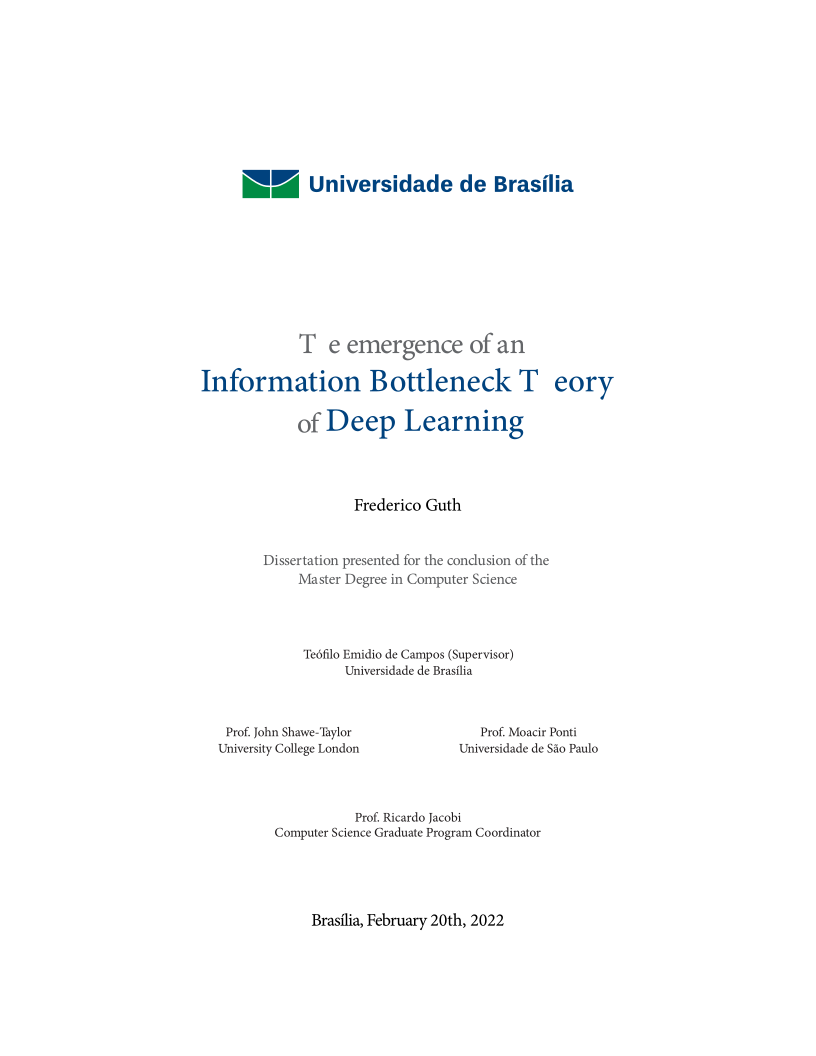 Universidade de Brasília
T e emergence of an
Information Bottleneck T eory
of Deep Learning
Frederico Guth
Dissertation presented for the conclusion of the
Master Degree in Computer Science
Teófilo Emidio de Campos (Supervisor)
Universidade de Brasília
Prof. John Shawe-Taylor
University College London
Prof. Moacir Ponti
Universidade de São Paulo
Prof. Ricardo Jacobi
Computer Science Graduate Program Coordinator
Brasília, February 20th, 2022